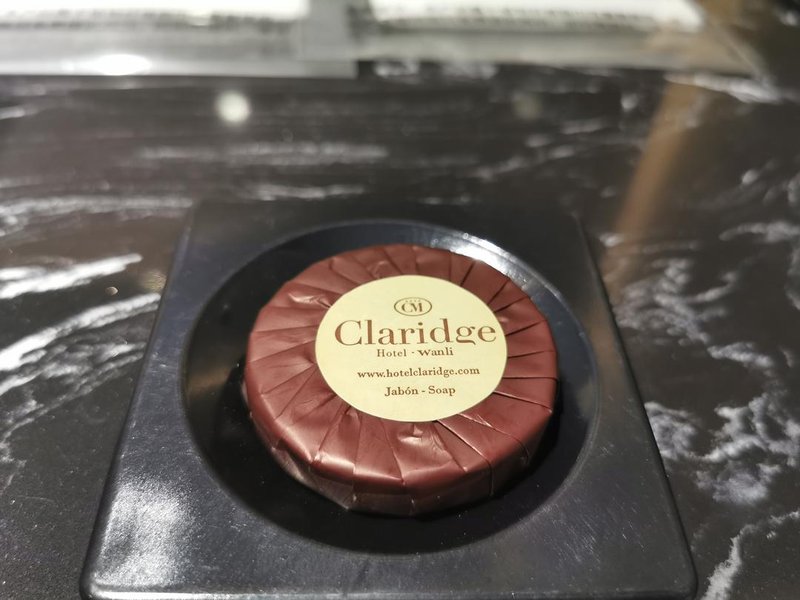 CM
Claridge
Hotel · wanli
www.hotelclaridge.com
Jabón - Soap